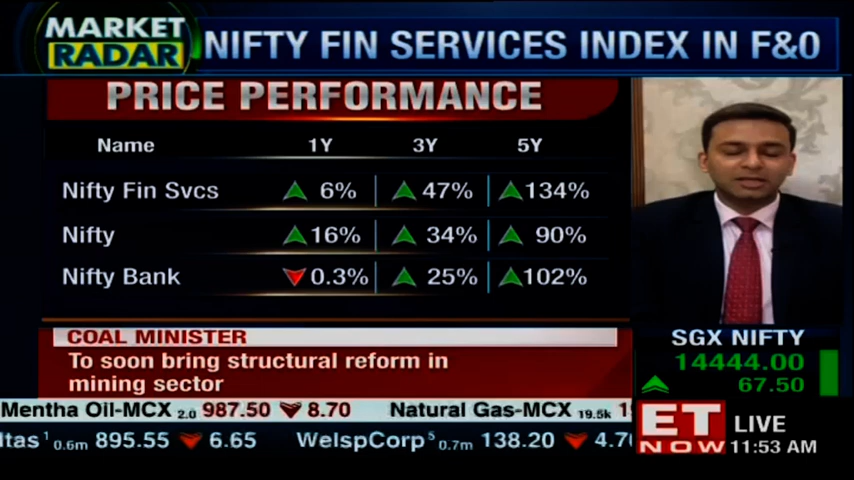 MARKET
RADAR
NIFTY FIN SERVICES INDEX IN F&O
PRICE PERFORMANCE
Name 1Y 3Y 5Y
Nifty Fin Svcs 6% 47% 134%
Nifty 16% 34% 90%
Nifty Bank 0.3% 25% 102%
COAL MINISTER
To soon bring structural reform in
mining sector
SGX NIFTY
14444.00
67.50
Mentha Oil-MCX 2.0 987.50 8.70 Natural Gas-MCX 19.5k
ltas 1 0.6m 895.55 6.65 WelspCorp 5 0.7m 138.20
ET
NOW
LIVE
11:53 AM